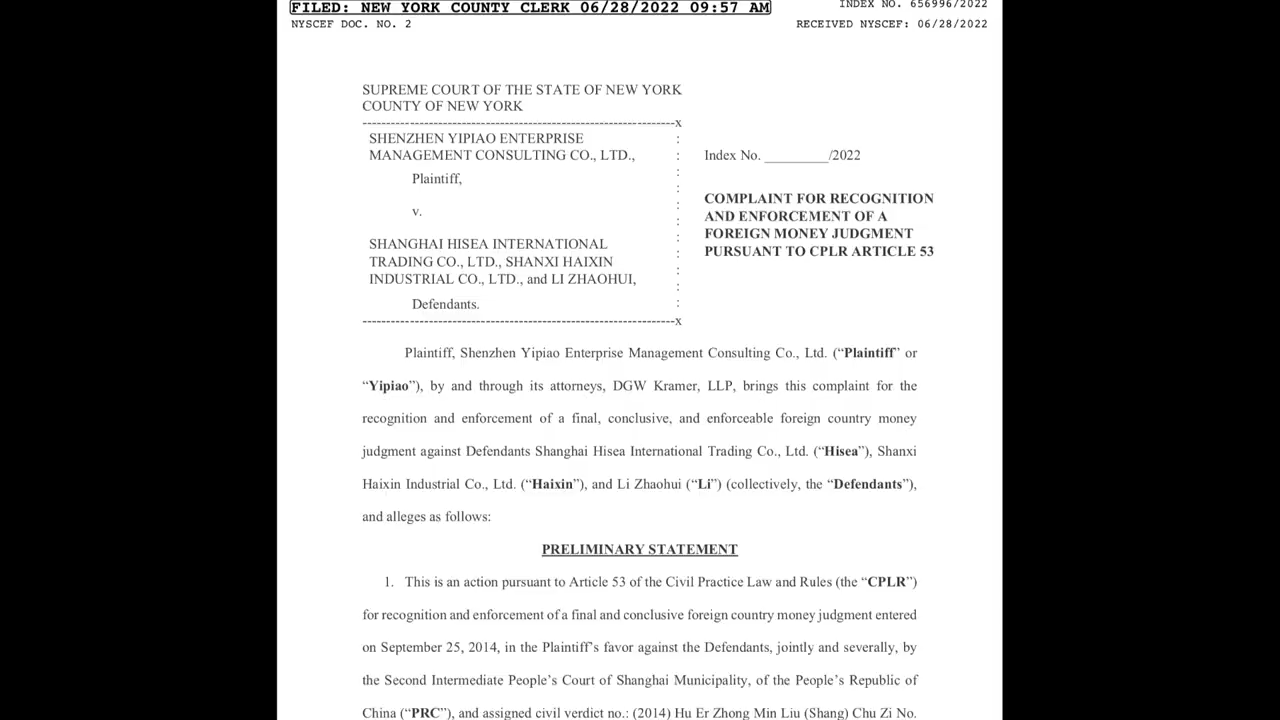 FILED: NEW YORK COUNTY CLERK 06/28/2022 09:57 AM
INDEX NO. 656996/2022
NYSCEF DOC. NO. 2
RECEIVED NYSCEF: 06/28/2022
SUPREME COURT OF THE STATE OF NEW YORK
COUNTY OF NEW YORK
------------------------------------------------------------------x
SHENZHEN YIPIAO ENTERPRISE
MANAGEMENT CONSULTING CO., LTD.,
Plaintiff,
v.
SHANGHAI HISEA INTERNATIONAL
TRADING CO., LTD., SHANXI HAIXIN
INDUSTRIAL CO., LTD., and LI ZHAOHUI,
Defendants.
------------------------------------------------------------------x
Index No. _________/2022
COMPLAINT FOR RECOGNITION
AND ENFORCEMENT OF A
FOREIGN MONEY JUDGMENT
PURSUANT TO CPLR ARTICLE 53
Plaintiff, Shenzhen Yipiao Enterprise Management Consulting Co., Ltd. (“Plaintiff” or
“Yipiao”), by and through its attorneys, DGW Kramer, LLP, brings this complaint for the
recognition and enforcement of a final, conclusive, and enforceable foreign country money
judgment against Defendants Shanghai Hisea International Trading Co., Ltd. (“Hisea”), Shanxi
Haixin Industrial Co., Ltd. (“Haixin”), and Li Zhaohui (“Li”) (collectively, the “Defendants”),
and alleges as follows:
PRELIMINARY STATEMENT
1. This is an action pursuant to Article 53 of the Civil Practice Law and Rules (the “CPLR”)
for recognition and enforcement of a final and conclusive foreign country money judgment entered
on September 25, 2014, in the Plaintiff’s favor against the Defendants, jointly and severally, by
the Second Intermediate People’s Court of Shanghai Municipality, of the People’s Republic of
China (“PRC”), and assigned civil verdict no.: (2014) Hu Er Zhong Min Liu (Shang) Chu Zi No.